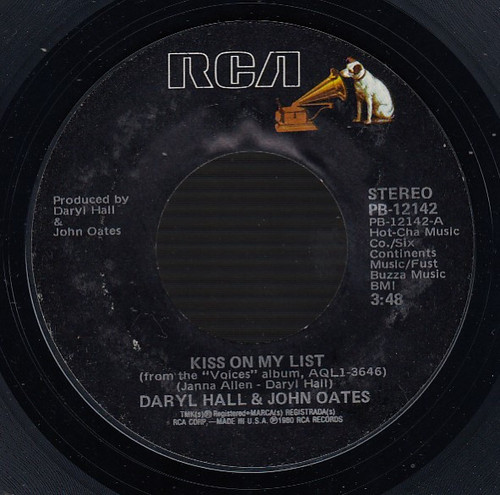 RCA
Produced by
Daryl Hall
&
John Oates
STEREO
PB-12142
PB-12142-A
Hot-Cha Music
Co./Six
Continents
Music/Fust
Buzza Music
BMI
3:48
KISS ON MY LIST
(from the "Voices" album, AQL1-3646)
(Janna Allen - Daryl Hall)
DARYL HALL & JOHN OATES
TMK(s)® Registered•MARCA(s) REGISTRADA(s)
RCA CORP.—MADE IN U.S.A. ℗1980 RCA RECORDS